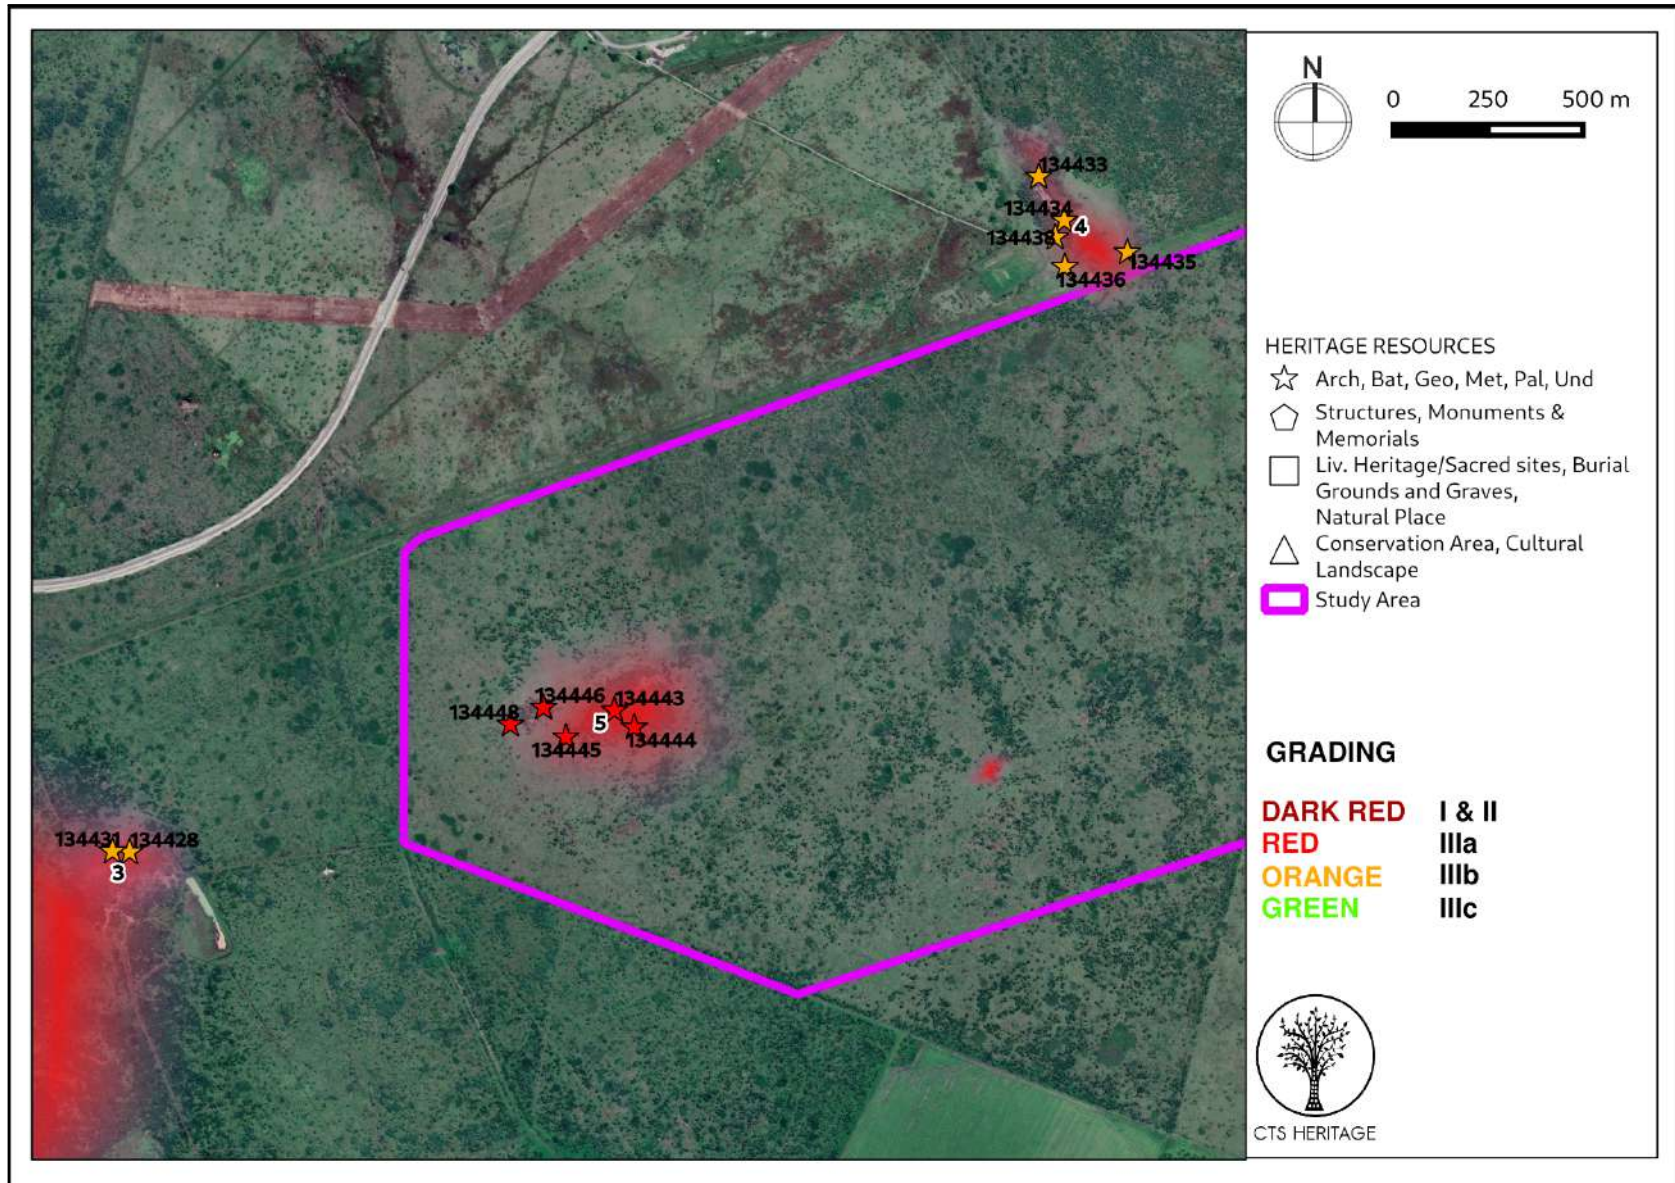 134433
134434
4
134438
134435
134436
134446
134443
134448
5
134445
134444
134431
134428
3
N
0 250 500 m
HERITAGE RESOURCES
Arch, Bat, Geo, Met, Pal, Und
Structures, Monuments &
Memorials
Liv. Heritage/Sacred sites, Burial
Grounds and Graves,
Natural Place
Conservation Area, Cultural
Landscape
Study Area
GRADING
DARK RED I & II
RED IIIa
ORANGE IIIb
GREEN IIIc
CTS HERITAGE